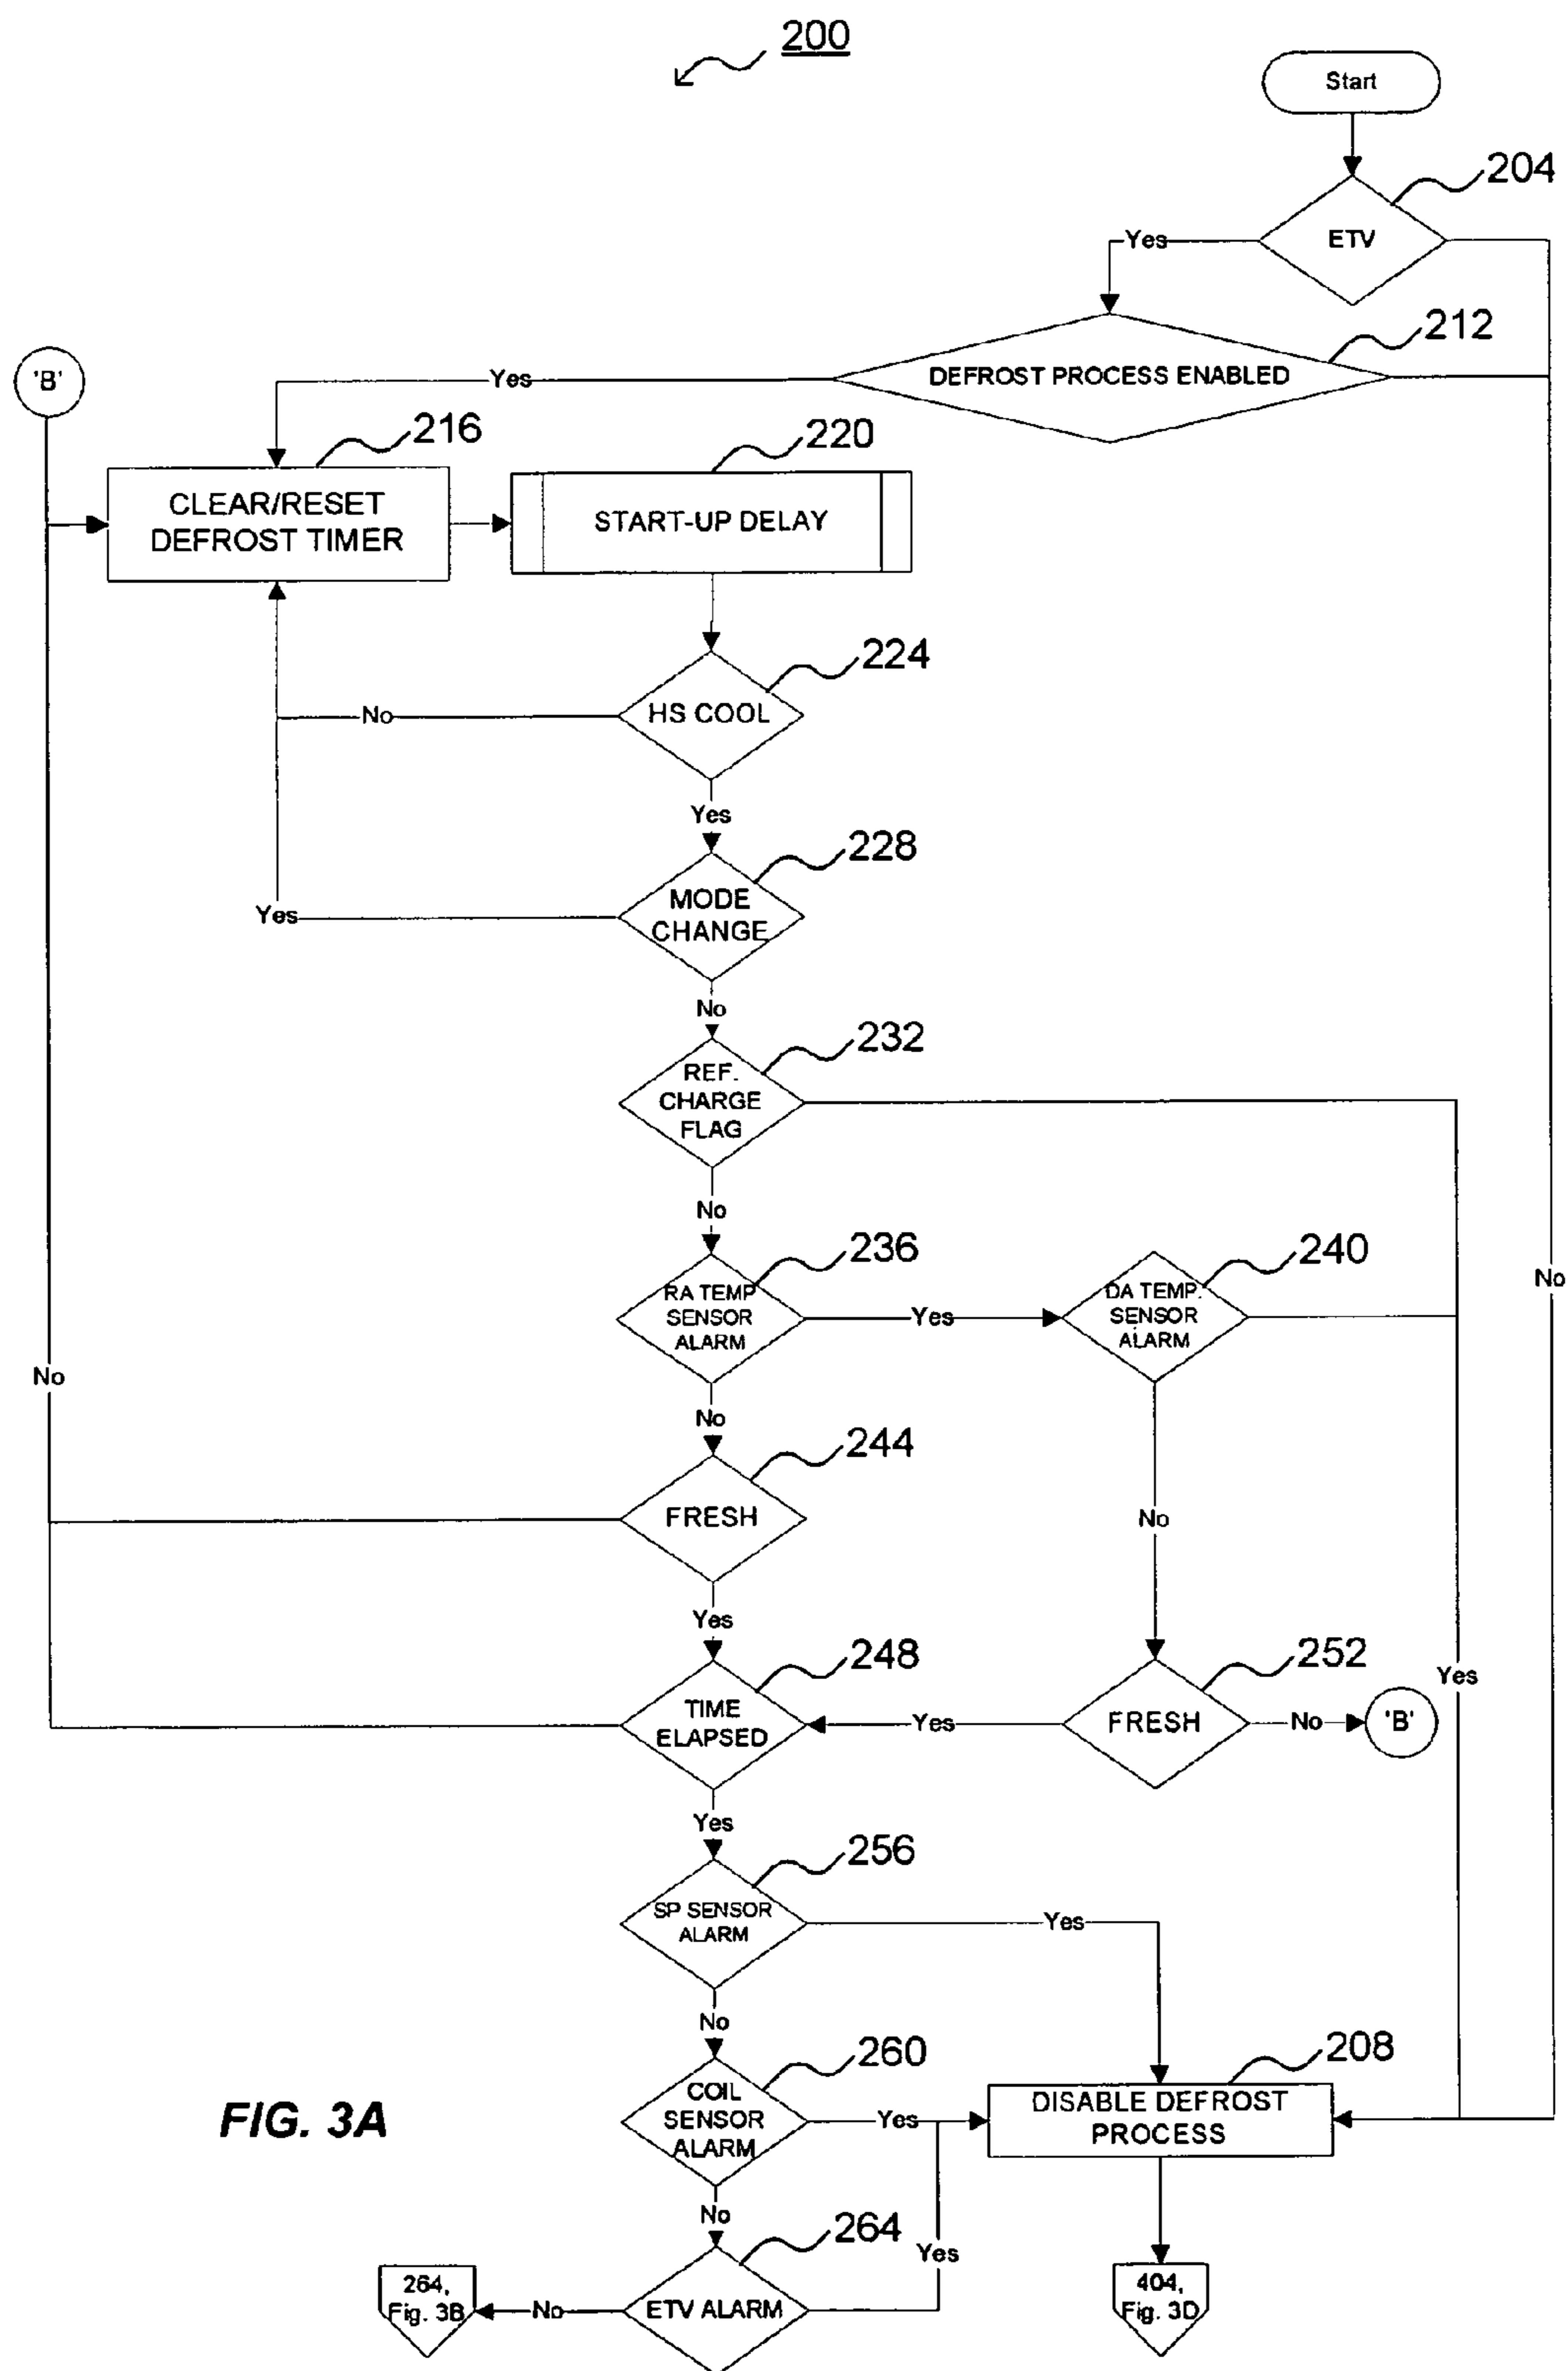 200
Start
204
ETV
Yes
212
DEFROST PROCESS ENABLED
Yes
'B'
216
CLEAR/RESET
DEFROST TIMER
220
START-UP DELAY
224
HS COOL
No
Yes
228
MODE
CHANGE
Yes
No
232
REF.
CHARGE
FLAG
No
236
RA TEMP
SENSOR
ALARM
Yes
240
DA TEMP.
SENSOR
ALARM
No
No
No
244
FRESH
No
Yes
248
TIME
ELAPSED
Yes
252
FRESH
No
'B'
Yes
Yes
256
SP SENSOR
ALARM
Yes
No
260
COIL
SENSOR
ALARM
Yes
208
DISABLE DEFROST
PROCESS
No
264
ETV ALARM
Yes
No
264,
Fig. 3B
404,
Fig. 3D
FIG. 3A